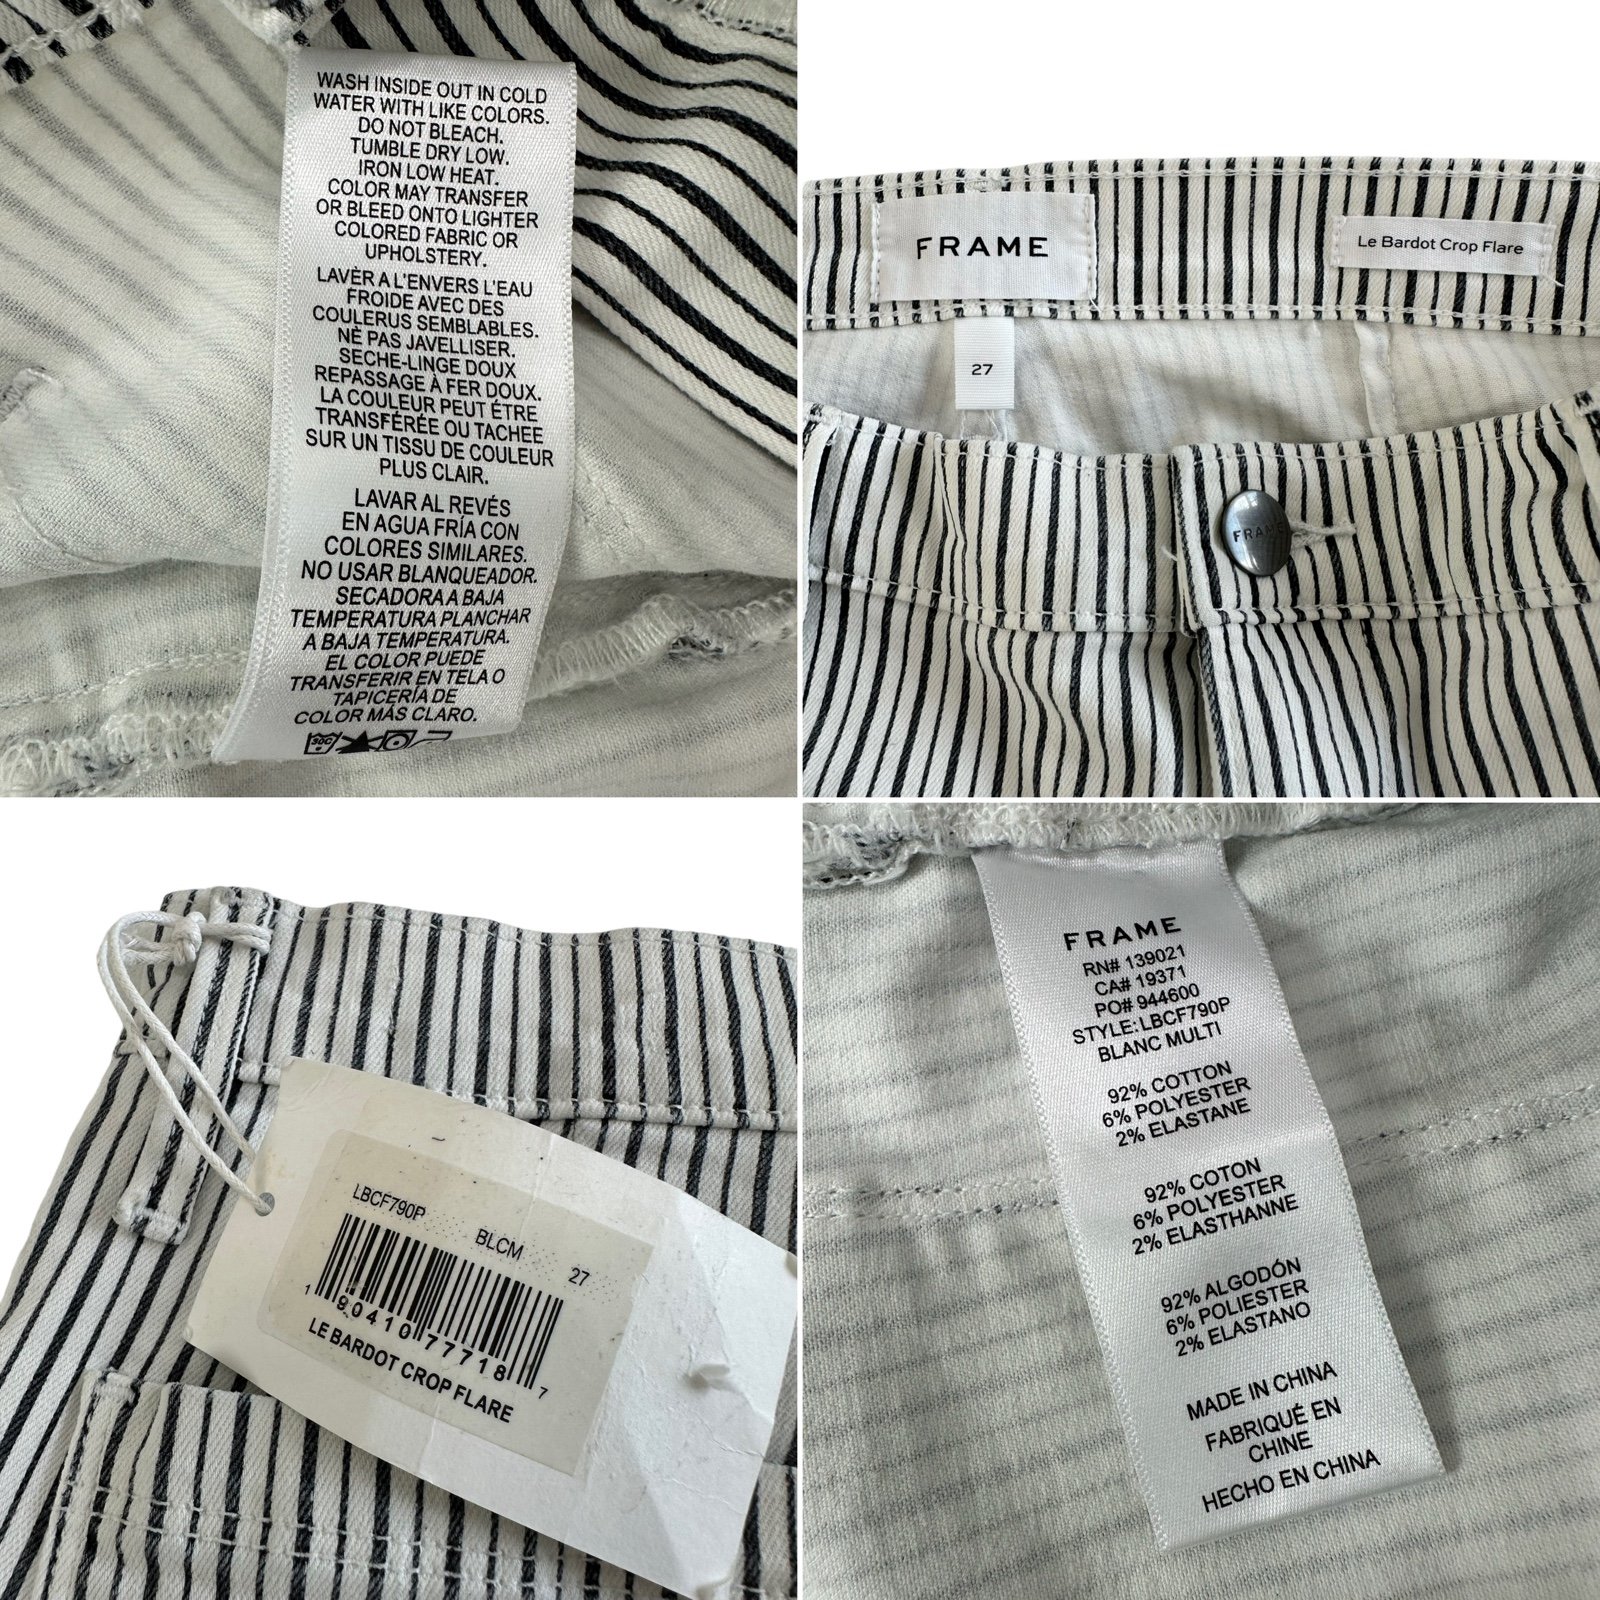 WASH INSIDE OUT IN COLD
WATER WITH LIKE COLORS.
DO NOT BLEACH.
TUMBLE DRY LOW.
IRON LOW HEAT.
COLOR MAY TRANSFER
OR BLEED ONTO LIGHTER
COLORED FABRIC OR
UPHOLSTERY.
LAVÈR A L'ENVERS L'EAU
FROIDE AVEC DES
COULERUS SEMBLABLES.
NÈ PAS JAVELLISER.
SECHE-LINGE DOUX
REPASSAGE À FER DOUX.
LA COULEUR PEUT ÉTRE
TRANSFÉRÉE OU TACHEE
SUR UN TISSU DE COULEUR
PLUS CLAIR.
LAVAR AL REVÉS
EN AGUA FRÍA CON
COLORES SIMILARES.
NO USAR BLANQUEADOR.
SECADORA A BAJA
TEMPERATURA PLANCHAR
A BAJA TEMPERATURA.
EL COLOR PUEDE
TRANSFERIR EN TELA O
TAPICERÍA DE
COLOR MÁS CLARO.
30C
FRAME
Le Bardot Crop Flare
27
FRAME
LBCF790P
BLCM
27
1 90410 77718 7
LE BARDOT CROP FLARE
FRAME
RN# 139021
CA# 19371
PO# 944600
STYLE: LBCF790P
BLANC MULTI
92% COTTON
6% POLYESTER
2% ELASTANE
92% COTON
6% POLYESTER
2% ELASTHANNE
92% ALGODÓN
6% POLIESTER
2% ELASTANO
MADE IN CHINA
FABRIQUÉ EN
CHINE
HECHO EN CHINA